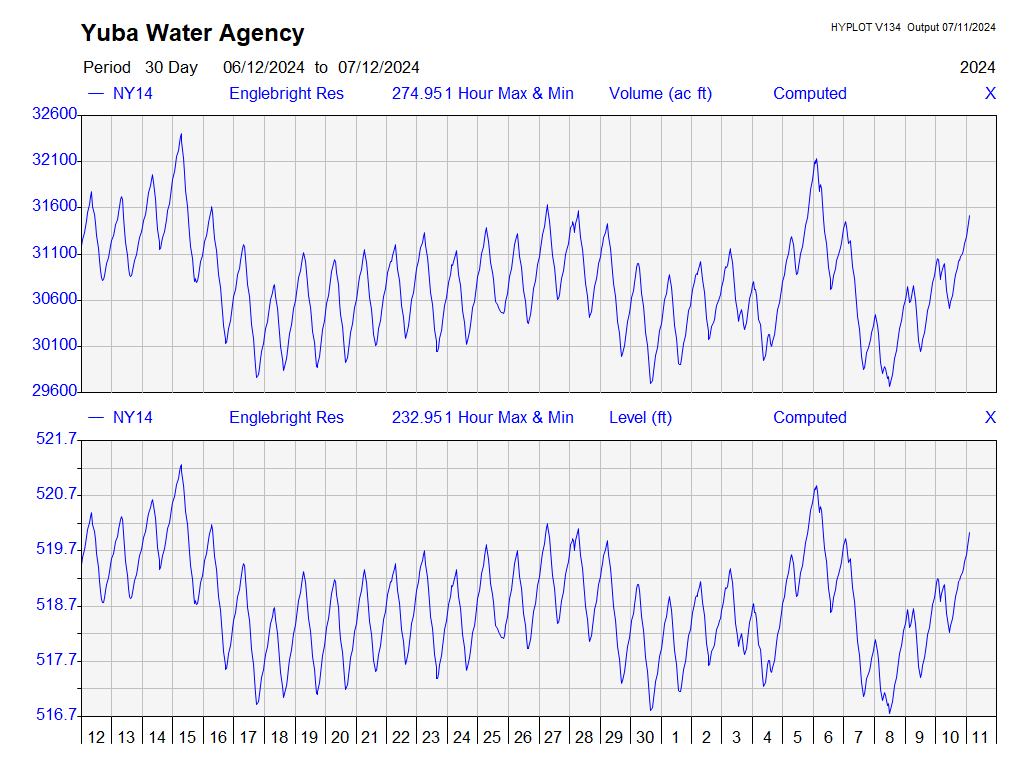 Yuba Water Agency
HYPLOT V134 Output 07/11/2024
Period 30 Day 06/12/2024 to 07/12/2024 2024
— NY14 Englebright Res 274.951 Hour Max & Min Volume (ac ft) Computed X
32600
32100
31600
31100
30600
30100
29600
— NY14 Englebright Res 232.951 Hour Max & Min Level (ft) Computed X
521.7
520.7
519.7
518.7
517.7
516.7
12 13 14 15 16 17 18 19 20 21 22 23 24 25 26 27 28 29 30 1 2 3 4 5 6 7 8 9 10 11